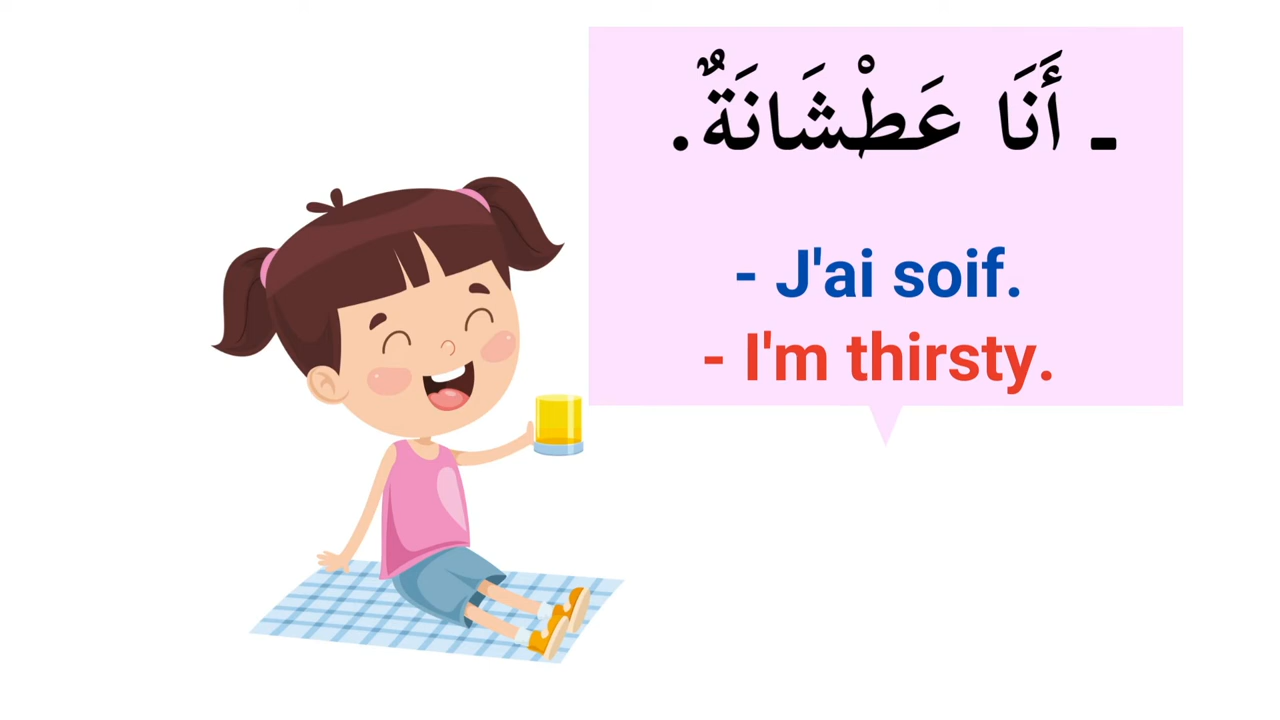 - أَنَا عَطْشَانَةٌ.
- J'ai soif.
- I'm thirsty.